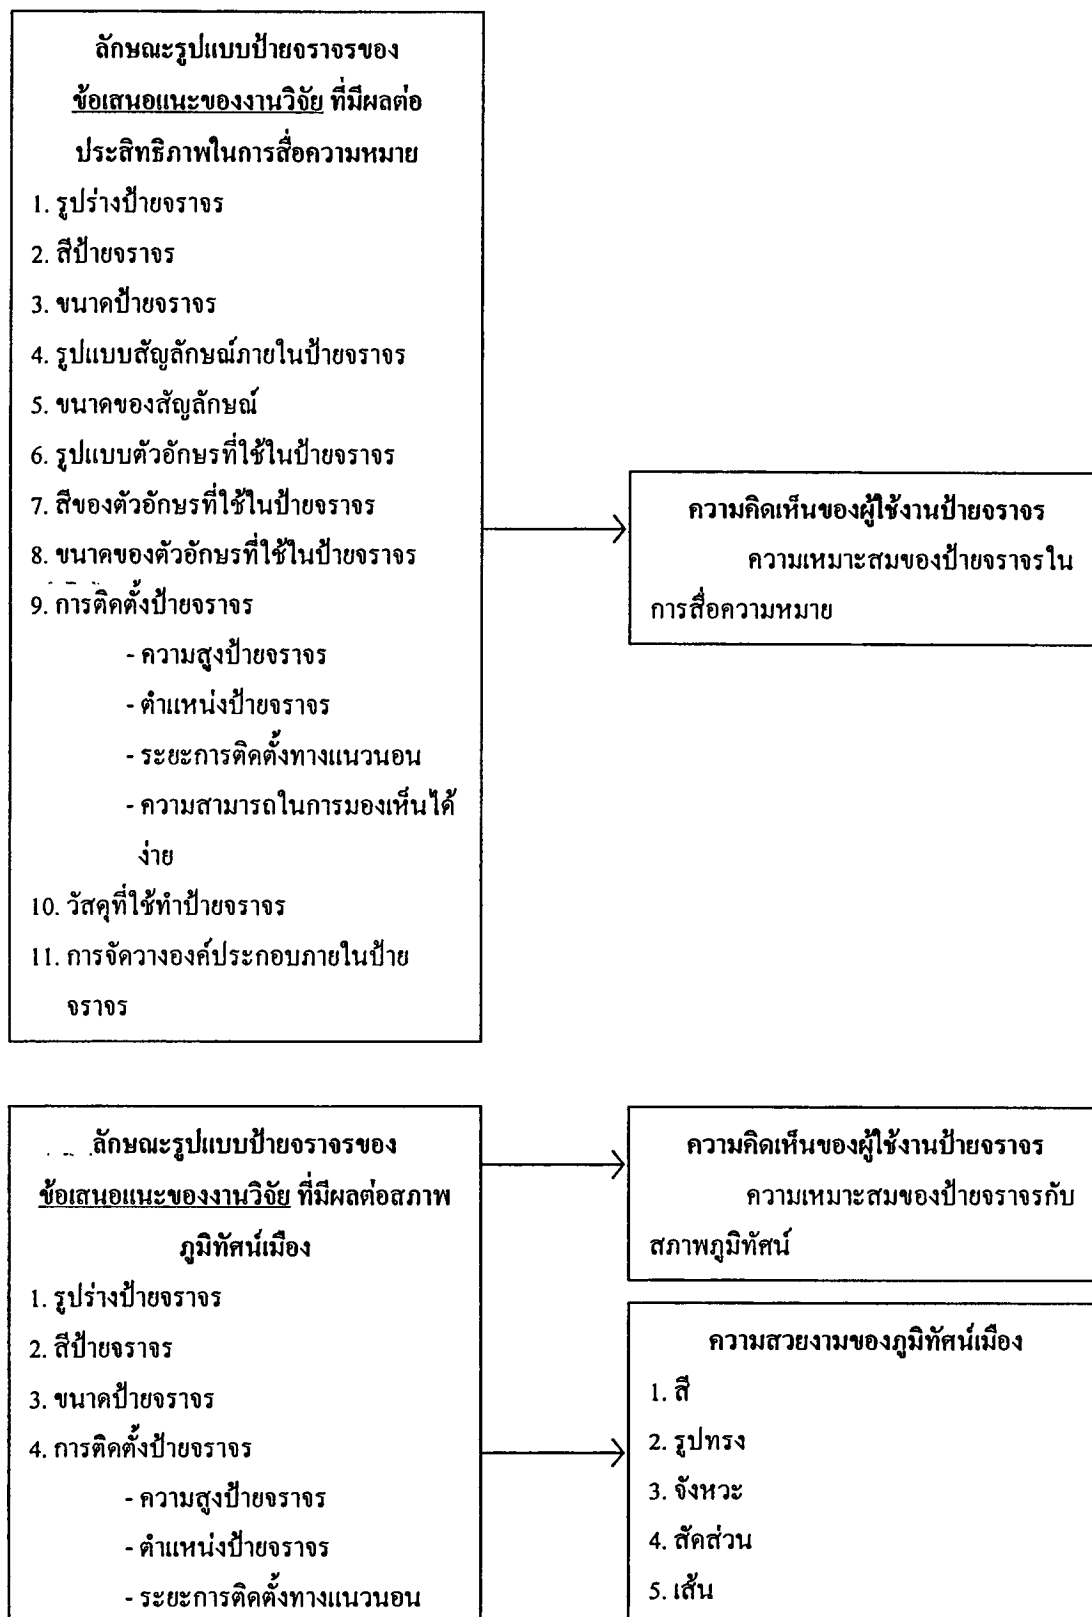 ลักษณะรูปแบบป้ายจราจรของ
ข้อเสนอแนะของงานวิจัย ที่มีผลต่อ
ประสิทธิภาพในการสื่อความหมาย
1. รูปร่างป้ายจราจร
2. สีป้ายจราจร
3. ขนาดป้ายจราจร
4. รูปแบบสัญลักษณ์ภายในป้ายจราจร
5. ขนาดของสัญลักษณ์
6. รูปแบบตัวอักษรที่ใช้ในป้ายจราจร
7. สีของตัวอักษรที่ใช้ในป้ายจราจร
8. ขนาดของตัวอักษรที่ใช้ในป้ายจราจร
9. การติดตั้งป้ายจราจร
- ความสูงป้ายจราจร
- ตำแหน่งป้ายจราจร
- ระยะการติดตั้งทางแนวนอน
- ความสามารถในการมองเห็นได้
ง่าย
10. วัสดุที่ใช้ทำป้ายจราจร
11. การจัดวางองค์ประกอบภายในป้าย
จราจร
ความคิดเห็นของผู้ใช้งานป้ายจราจร
ความเหมาะสมของป้ายจราจรใน
การสื่อความหมาย
ลักษณะรูปแบบป้ายจราจรของ
ข้อเสนอแนะของงานวิจัย ที่มีผลต่อสภาพ
ภูมิทัศน์เมือง
1. รูปร่างป้ายจราจร
2. สีป้ายจราจร
3. ขนาดป้ายจราจร
4. การติดตั้งป้ายจราจร
- ความสูงป้ายจราจร
- ตำแหน่งป้ายจราจร
- ระยะการติดตั้งทางแนวนอน
ความคิดเห็นของผู้ใช้งานป้ายจราจร
ความเหมาะสมของป้ายจราจรกับ
สภาพภูมิทัศน์
ความสวยงามของภูมิทัศน์เมือง
1. สี
2. รูปทรง
3. จังหวะ
4. สัดส่วน
5. เส้น